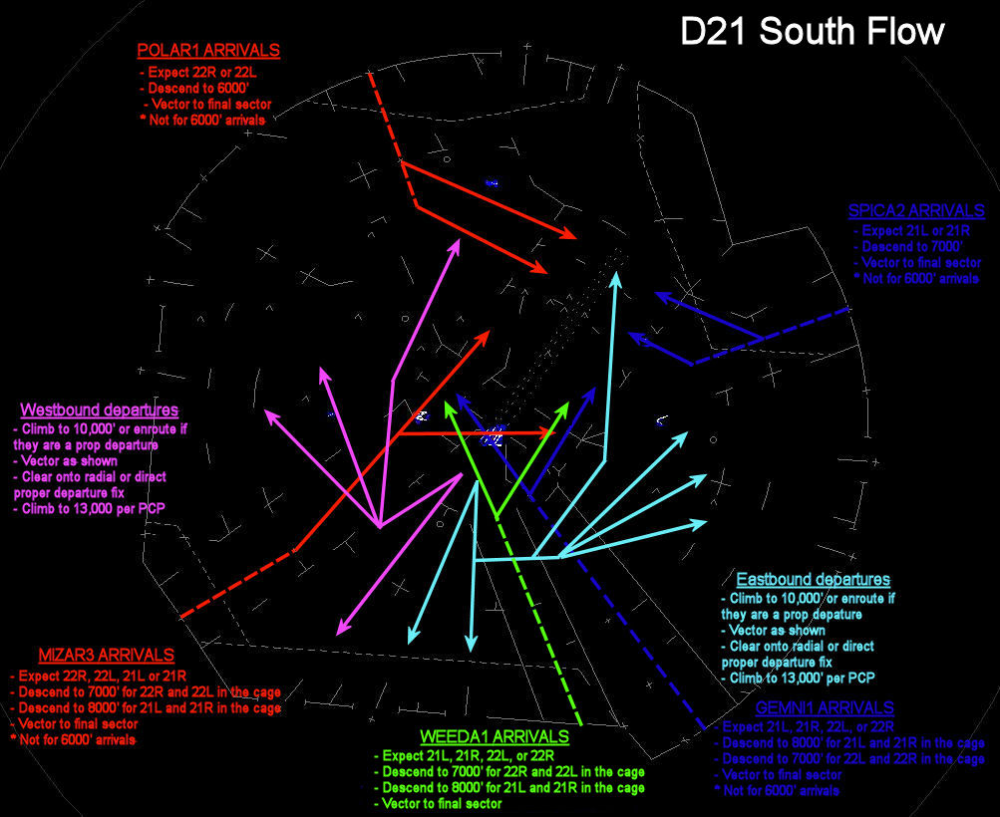 D21 South Flow
POLAR1 ARRIVALS
- Expect 22R or 22L
- Descend to 6000'
- Vector to final sector
* Not for 6000' arrivals
SPICA2 ARRIVALS
- Expect 21L or 21R
- Descend to 7000'
- Vector to final sector
* Not for 6000' arrivals
Westbound departures
- Climb to 10,000' or enroute if
they are a prop departure
- Vector as shown
- Clear onto radial or direct
proper departure fix
- Climb to 13,000 per PCP
Eastbound departures
- Climb to 10,000' or enroute if
they are a prop depature
- Vector as shown
- Clear onto radial or direct
proper departure fix
- Climb to 13,000' per PCP
MIZAR3 ARRIVALS
- Expect 22R, 22L, 21L or 21R
- Descend to 7000' for 22R and 22L in the cage
- Descend to 8000' for 21L and 21R in the cage
- Vector to final sector
* Not for 6000' arrivals
WEEDA1 ARRIVALS
- Expect 21L, 21R, 22L, or 22R
- Descend to 7000' for 22R and 22L in the cage
- Descend to 8000' for 21L and 21R in the cage
- Vector to final sector
GEMNI1 ARRIVALS
- Expect 21L, 21R, 22L, or 22R
- Descend to 8000' for 21L and 21R in the cage
- Descend to 7000' for 22L and 22R in the cage
- Vector to final sector
* Not for 6000' arrivals